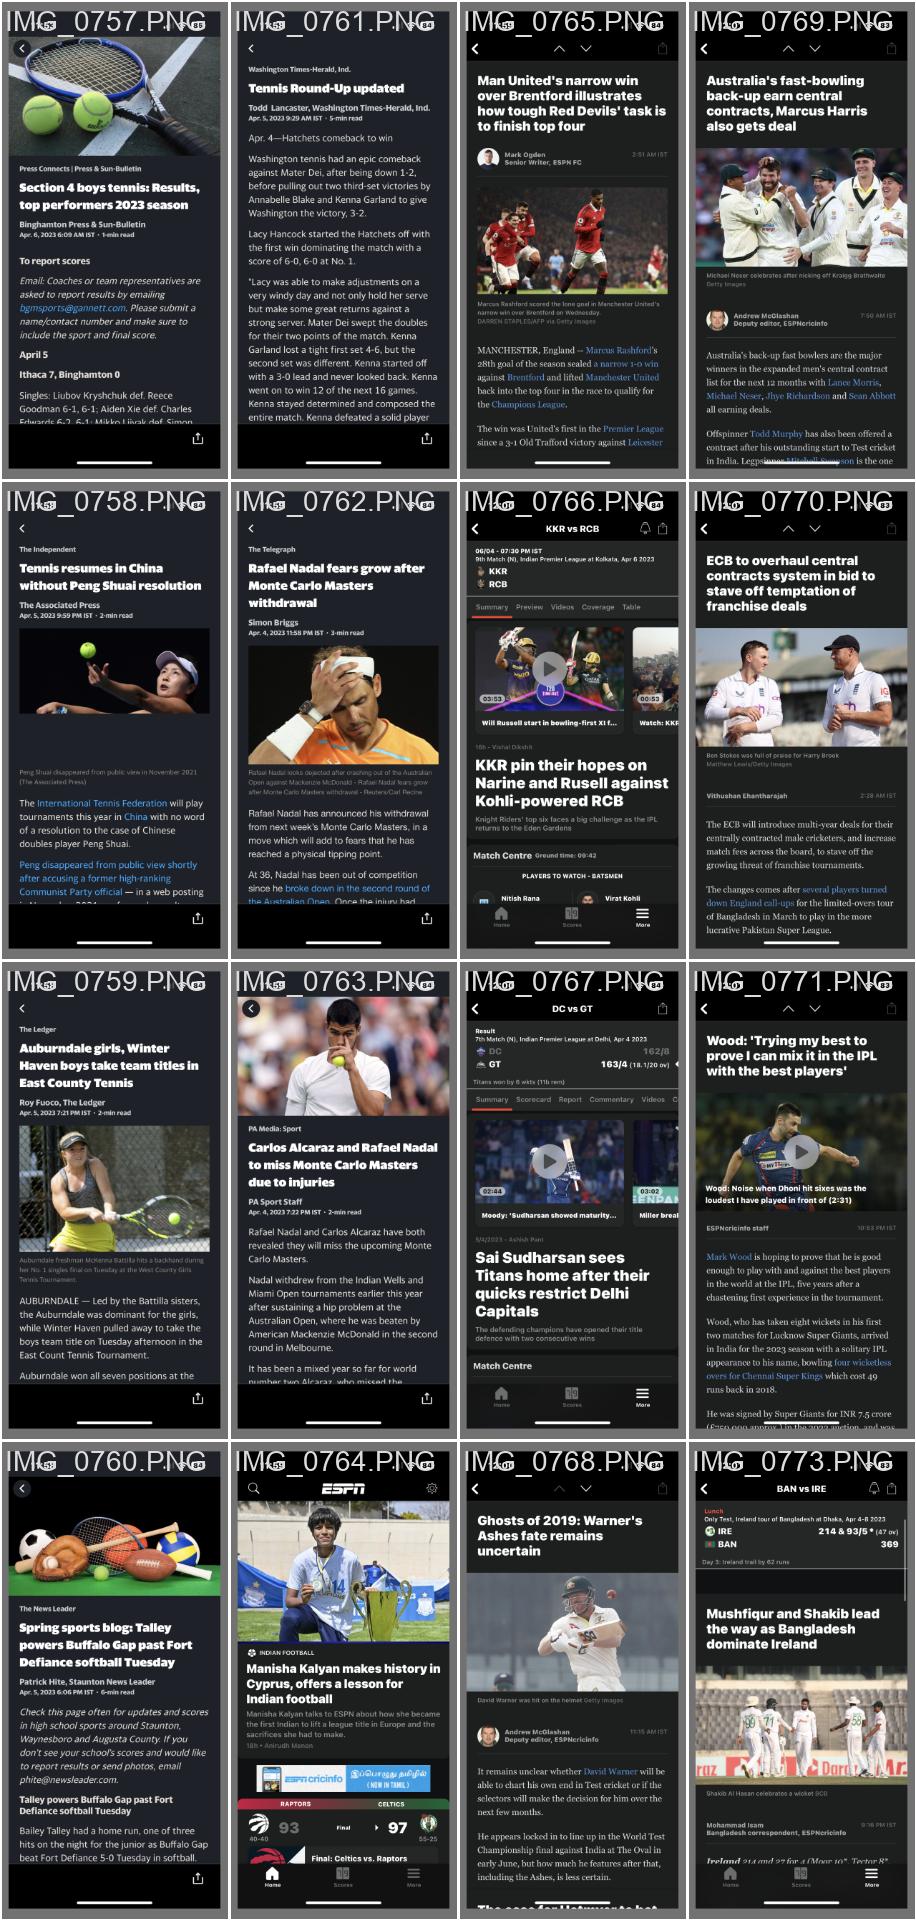 IMG_0757.PNG
Press Connects | Press & Sun-Bulletin
Section 4 boys tennis: Results,
top performers 2023 season
Binghamton Press & Sun-Bulletin
Apr. 6, 2023 6:09 AM IST • 1-min read
To report scores
Email: Coaches or team representatives are
asked to report results by emailing
bgmsports@gannett.com. Please submit a
name/contact number and make sure to
include the sport and final score.
April 5
Ithaca 7, Binghamton 0
Singles: Liubov Kryshchuk def. Reece
Goodman 6-1, 6-1; Aiden Xie def. Charles
IMG_0761.PNG
Washington Times-Herald, Ind.
Tennis Round-Up updated
Todd Lancaster, Washington Times-Herald, Ind.
Apr. 5, 2023 9:29 AM IST • 5-min read
Apr. 4—Hatchets comeback to win
Washington tennis had an epic comeback
against Mater Dei, after being down 1-2,
before pulling out two third-set victories by
Annabelle Blake and Kenna Garland to give
Washington the victory, 3-2.
Lacy Hancock started the Hatchets off with
the first win dominating the match with a
score of 6-0, 6-0 at No. 1.
"Lacy was able to make adjustments on a
very windy day and not only hold her serve
but make some great returns against a
strong server. Mater Dei swept the doubles
for their two points of the match. Kenna
Garland lost a tight first set 4-6, but the
second set was different. Kenna started off
with a 3-0 lead and never looked back. Kenna
went on to win 12 of the next 16 games.
Kenna stayed determined and composed the
entire match. Kenna defeated a solid player
IMG_0765.PNG
Man United's narrow win
over Brentford illustrates
how tough Red Devils' task is
to finish top four
Mark Ogden
Senior Writer, ESPN FC
2:51 AM IST
Marcus Rashford scored the lone goal in Manchester United's
narrow win over Brentford on Wednesday.
DARREN STAPLES/AFP via Getty Images
MANCHESTER, England -- Marcus Rashford's
28th goal of the season sealed a narrow 1-0 win
against Brentford and lifted Manchester United
back into the top four in the race to qualify for
the Champions League.
The win was United's first in the Premier League
since a 3-1 Old Trafford victory against Leicester
IMG_0769.PNG
Australia's fast-bowling
back-up earn central
contracts, Marcus Harris
also gets deal
Michael Neser celebrates after nicking off Kraigg Brathwaite
Getty Images
Andrew McGlashan
Deputy editor, ESPNcricinfo
7:50 AM IST
Australia's back-up fast bowlers are the major
winners in the expanded men's central contract
list for the next 12 months with Lance Morris,
Michael Neser, Jhye Richardson and Sean Abbott
all earning deals.
Offspinner Todd Murphy has also been offered a
contract after his outstanding start to Test cricket
in India. Legspinner Mitchell Swepson is the one
IMG_0758.PNG
The Independent
Tennis resumes in China
without Peng Shuai resolution
The Associated Press
Apr. 5, 2023 9:59 PM IST • 2-min read
Peng Shuai disappeared from public view in November 2021
(The Associated Press)
The International Tennis Federation will play
tournaments this year in China with no word
of a resolution to the case of Chinese
doubles player Peng Shuai.
Peng disappeared from public view shortly
after accusing a former high-ranking
Communist Party official — in a web posting
IMG_0762.PNG
The Telegraph
Rafael Nadal fears grow after
Monte Carlo Masters
withdrawal
Simon Briggs
Apr. 4, 2023 11:58 PM IST • 3-min read
Rafael Nadal looks dejected after crashing out of the Australian
Open against Mackenzie McDonald - Rafael Nadal fears grow
after Monte Carlo Masters withdrawal - Reuters/Carl Recine
Rafael Nadal has announced his withdrawal
from next week's Monte Carlo Masters, in a
move which will add to fears that he has
reached a physical tipping point.
At 36, Nadal has been out of competition
since he broke down in the second round of
the Australian Open. Once the injury had
IMG_0766.PNG
KKR vs RCB
06/04 - 07:30 PM IST
9th Match (N), Indian Premier League at Kolkata, Apr 6 2023
KKR
RCB
Summary Preview Videos Coverage Table
03:53
Will Russell start in bowling-first XI f...
Watch: KKR
16h - Vishal Dikshit
KKR pin their hopes on
Narine and Rusell against
Kohli-powered RCB
Knight Riders' top six faces a big challenge as the IPL
returns to the Eden Gardens
Match Centre Ground time: 09:42
PLAYERS TO WATCH - BATSMEN
Nitish Rana
Virat Kohli
Home Scores More
IMG_0770.PNG
ECB to overhaul central
contracts system in bid to
stave off temptation of
franchise deals
Ben Stokes was full of praise for Harry Brook
Matthew Lewis/Getty Images
Vithushan Ehantharajah
2:28 AM IST
The ECB will introduce multi-year deals for their
centrally contracted male cricketers, and increase
match fees across the board, to stave off the
growing threat of franchise tournaments.
The changes comes after several players turned
down England call-ups for the limited-overs tour
of Bangladesh in March to play in the more
lucrative Pakistan Super League.
IMG_0759.PNG
The Ledger
Auburndale girls, Winter
Haven boys take team titles in
East County Tennis
Roy Fuoco, The Ledger
Apr. 5, 2023 7:21 PM IST • 2-min read
Auburndale freshman McKenna Battilla hits a backhand during
her No. 1 singles final on Tuesday at the West County Girls
Tennis Tournament.
AUBURNDALE — Led by the Battilla sisters,
the Auburndale was dominant for the girls,
while Winter Haven pulled away to take the
boys team title on Tuesday afternoon in the
East Count Tennis Tournament.
Auburndale won all seven positions at the
IMG_0763.PNG
PA Media: Sport
Carlos Alcaraz and Rafael Nadal
to miss Monte Carlo Masters
due to injuries
PA Sport Staff
Apr. 4, 2023 7:22 PM IST • 2-min read
Rafael Nadal and Carlos Alcaraz have both
revealed they will miss the upcoming Monte
Carlo Masters.
Nadal withdrew from the Indian Wells and
Miami Open tournaments earlier this year
after sustaining a hip problem at the
Australian Open, where he was beaten by
American Mackenzie McDonald in the second
round in Melbourne.
It has been a mixed year so far for world
number two Alcaraz, who missed the
IMG_0767.PNG
DC vs GT
Result
7th Match (N), Indian Premier League at Delhi, Apr 4 2023
DC 162/8
GT 163/4 (18.1/20 ov)
Titans won by 6 wkts (11b rem)
Summary Scorecard Report Commentary Videos
02:44
03:02
Moody: 'Sudharsan showed maturity...
Miller break
5/4/2023 - Ashish Pant
Sai Sudharsan sees
Titans home after their
quicks restrict Delhi
Capitals
The defending champions have opened their title
defence with two consecutive wins
Match Centre
Home Scores More
IMG_0771.PNG
Wood: 'Trying my best to
prove I can mix it in the IPL
with the best players'
Wood: Noise when Dhoni hit sixes was the
loudest I have played in front of (2:31)
ESPNcricinfo staff
10:53 PM IST
Mark Wood is hoping to prove that he is good
enough to play with and against the best players
in the world at the IPL, five years after a
chastening first experience in the tournament.
Wood, who has taken eight wickets in his first
two matches for Lucknow Super Giants, arrived
in India for the 2023 season with a solitary IPL
appearance to his name, bowling four wicketless
overs for Chennai Super Kings which cost 49
runs back in 2018.
He was signed by Super Giants for INR 7.5 crore
IMG_0760.PNG
The News Leader
Spring sports blog: Talley
powers Buffalo Gap past Fort
Defiance softball Tuesday
Patrick Hite, Staunton News Leader
Apr. 5, 2023 6:06 PM IST • 6-min read
Check this page often for updates and scores
in high school sports around Staunton,
Waynesboro and Augusta County. If you
don't see your school's scores and would like
to report results or send photos, email
phite@newsleader.com.
Talley powers Buffalo Gap past Fort
Defiance softball Tuesday
Bailey Talley had a home run, one of three
hits on the night for the junior as Buffalo Gap
beat Fort Defiance 5-0 Tuesday in softball.
IMG_0764.PNG
ESPN
INDIAN FOOTBALL
Manisha Kalyan makes history in
Cyprus, offers a lesson for
Indian football
Manisha Kalyan talks to ESPN about how she became
the first Indian to lift a league title in Europe and the
sacrifices she had to make.
18h • Anirudh Menon
ESPN cricinfo இப்பொழுது தமிழில்
(NOW IN TAMIL)
RAPTORS CELTICS
93 Final 97
40-40 55-25
Final: Celtics vs. Raptors
Home Scores More
IMG_0768.PNG
Ghosts of 2019: Warner's
Ashes fate remains
uncertain
David Warner was hit on the helmet Getty Images
Andrew McGlashan
Deputy editor, ESPNcricinfo
11:15 AM IST
It remains unclear whether David Warner will be
able to chart his own end in Test cricket or if the
selectors will make the decision for him over the
next few months.
He appears locked in to line up in the World Test
Championship final against India at The Oval in
early June, but how much he features after that,
including the Ashes, is less certain.
IMG_0773.PNG
BAN vs IRE
Lunch
Only Test, Ireland tour of Bangladesh at Dhaka, Apr 4-8 2023
IRE 214 & 93/5 * (47 ov)
BAN 369
Day 3: Ireland trail by 62 runs
Mushfiqur and Shakib lead
the way as Bangladesh
dominate Ireland
Shakib Al Hasan celebrates a wicket BCB
Mohammad Isam
Bangladesh correspondent, ESPNcricinfo
9:16 PM IST
Home Scores More